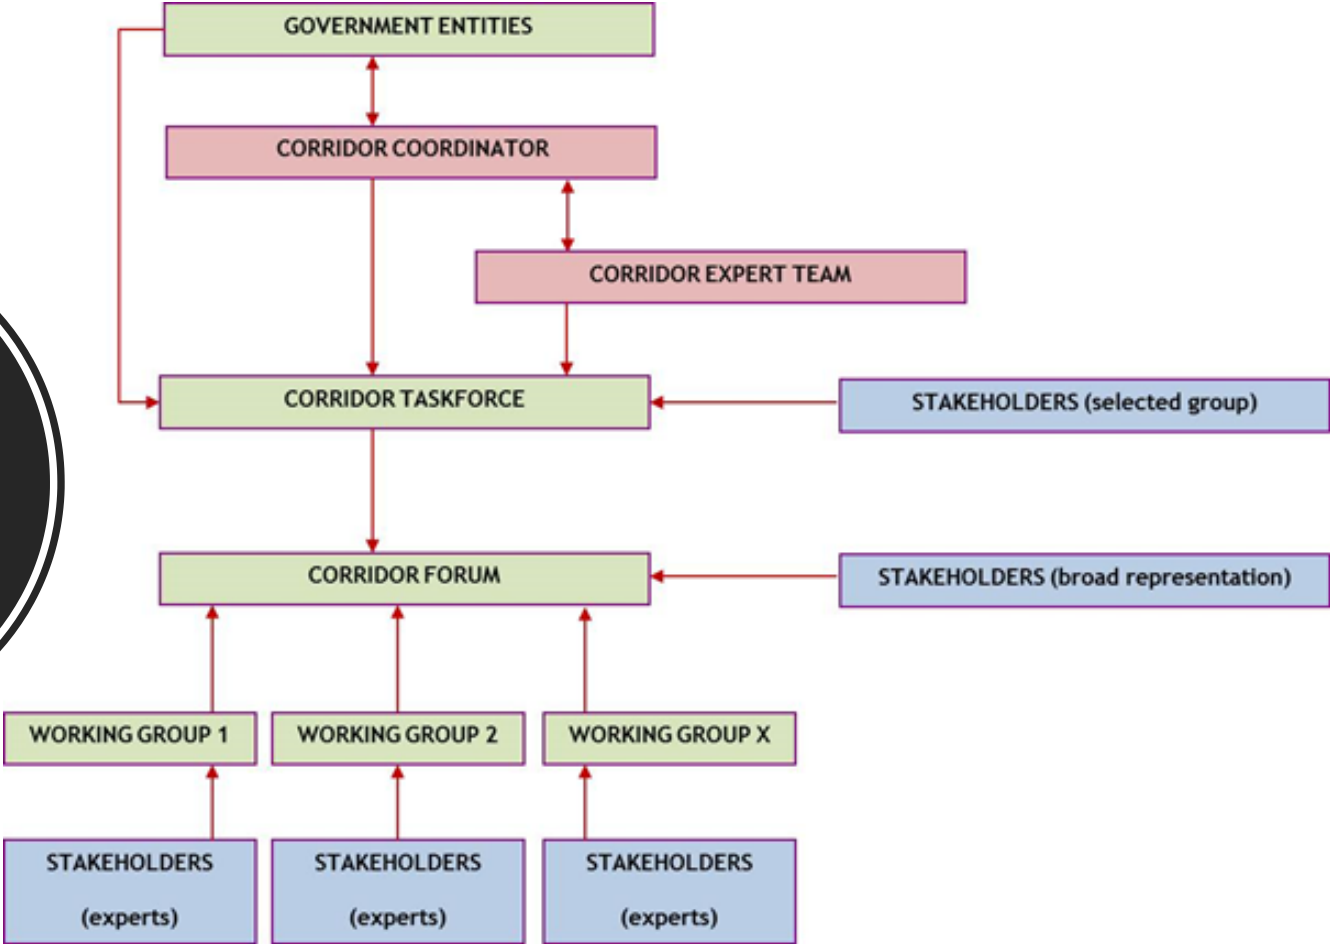 GOVERNMENT ENTITIES
CORRIDOR COORDINATOR
CORRIDOR EXPERT TEAM
CORRIDOR TASKFORCE
STAKEHOLDERS (selected group)
CORRIDOR FORUM
STAKEHOLDERS (broad representation)
WORKING GROUP 1
WORKING GROUP 2
WORKING GROUP X
STAKEHOLDERS
(experts)
STAKEHOLDERS
(experts)
STAKEHOLDERS
(experts)